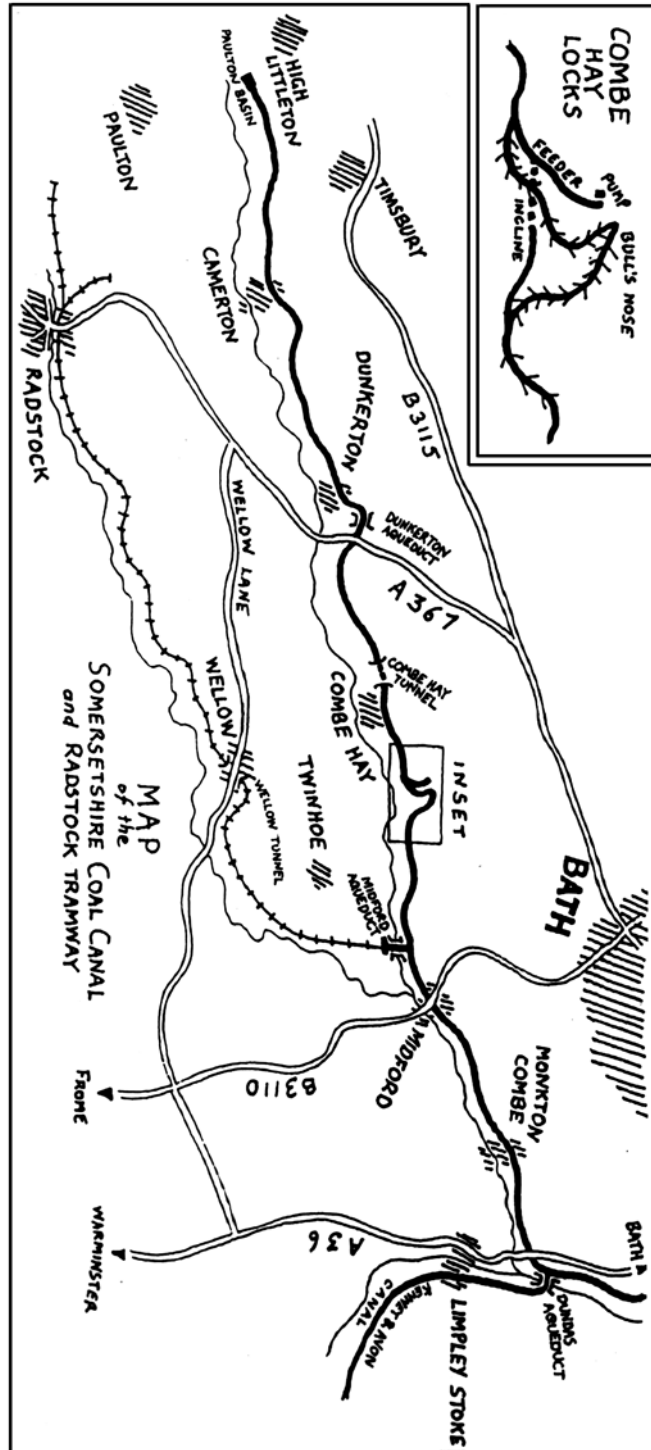 COMBE
HAY
LOCKS
FEEDER
PUMP
INCLINE
BULL'S NOSE
HIGH
LITTLETON
PAULTON BASIN
PAULTON
TIMSBURY
CAMERTON
RADSTOCK
DUNKERTON
B3115
DUNKERTON
AQUEDUCT
A367
WELLOW LANE
COMBE HAY
TUNNEL
COMBE HAY
INSET
WELLOW
WELLOW TUNNEL
TWINHOE
MIDFORD
AQUEDUCT
BATH
MIDFORD
B3110
FROME
MONKTON
COMBE
A36
WARMINSTER
BATH
DUNDAS
AQUEDUCT
LIMPLEY STOKE
KENNET & AVON
CANAL
MAP
of the
SOMERSETSHIRE COAL CANAL
and RADSTOCK TRAMWAY